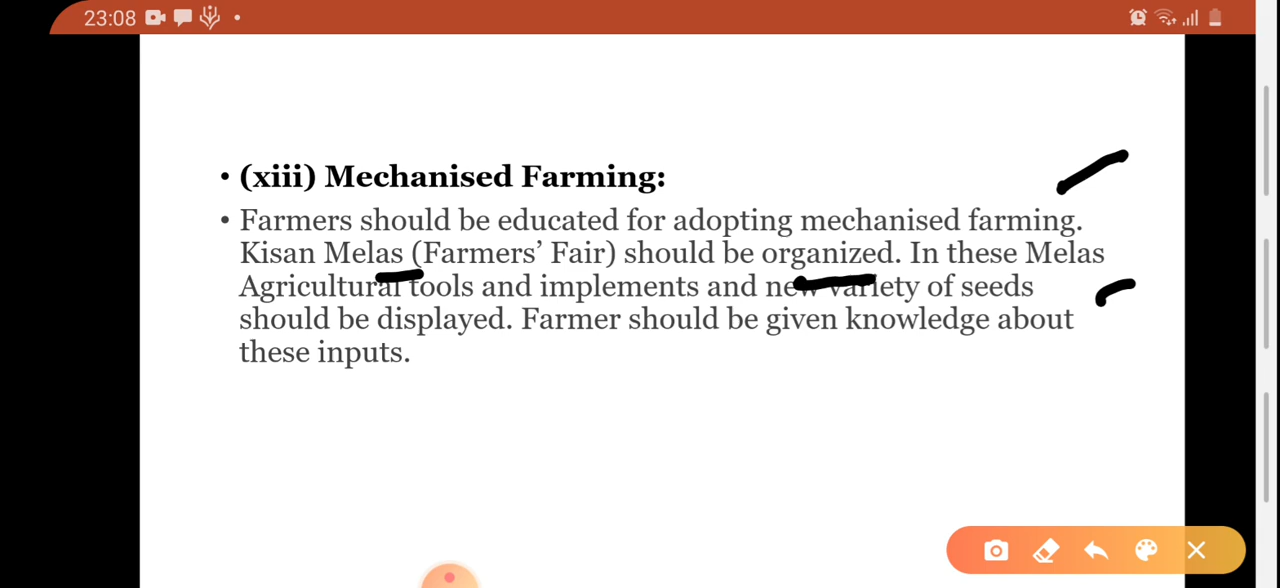 23:08
• (xiii) Mechanised Farming:
• Farmers should be educated for adopting mechanised farming.
Kisan Melas (Farmers’ Fair) should be organized. In these Melas
Agricultural tools and implements and new variety of seeds
should be displayed. Farmer should be given knowledge about
these inputs.